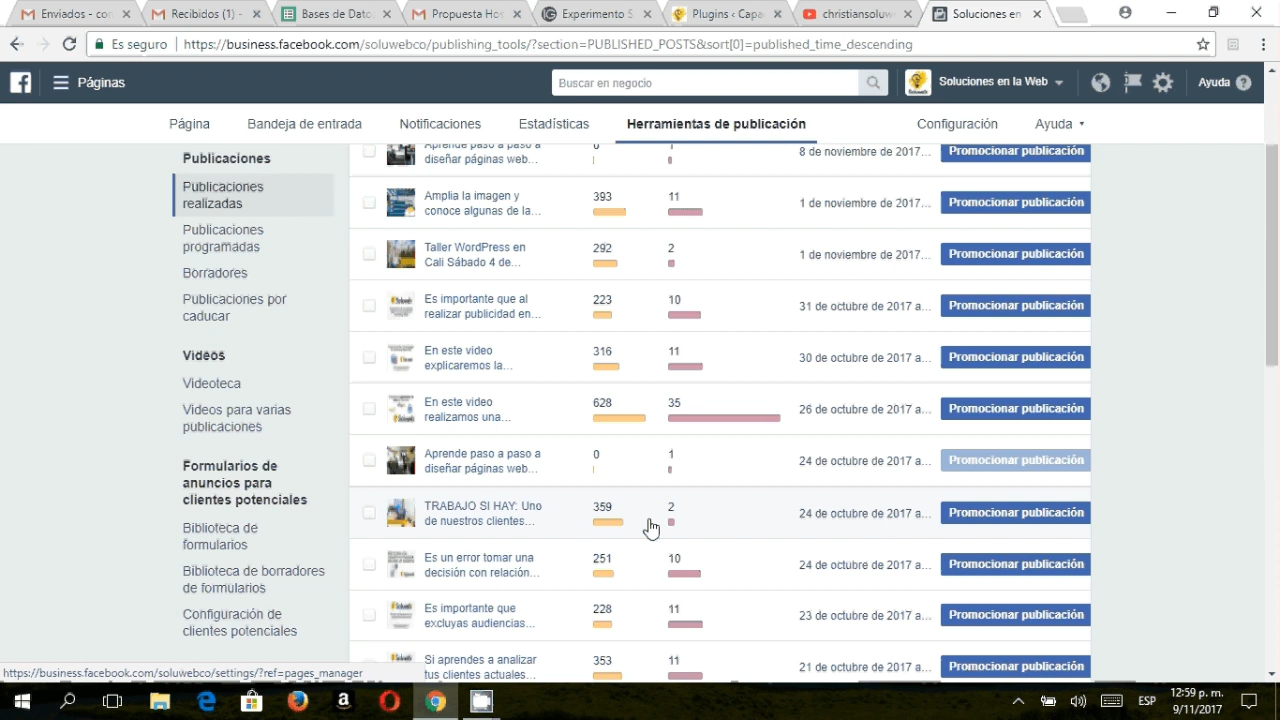 Enviados - con
Recibidos (1) -
Bases de Dato
Propuesta Hos
Experimento S
Plugins ‹ Capa
christiansoluw
Soluciones en
Es seguro
https://business.facebook.com/soluwebco/publishing_tools/?section=PUBLISHED_POSTS&sort[0]=published_time_descending
Páginas
Buscar en negocio
Soluciones en la Web
Ayuda
Página
Bandeja de entrada
Notificaciones
Estadísticas
Herramientas de publicación
Configuración
Ayuda
Publicaciones
Publicaciones
realizadas
Publicaciones
programadas
Borradores
Publicaciones por
caducar
Videos
Videoteca
Videos para varias
publicaciones
Formularios de
anuncios para
clientes potenciales
Biblioteca de
formularios
Biblioteca de borradores
de formularios
Configuración de
clientes potenciales
Aprende paso a paso a
diseñar páginas web...
0
1
8 de noviembre de 2017...
Promocionar publicación
Amplia la imagen y
conoce algunas de la...
393
11
1 de noviembre de 2017...
Promocionar publicación
Taller WordPress en
Cali Sábado 4 de...
292
2
1 de noviembre de 2017...
Promocionar publicación
Es importante que al
realizar publicidad en...
223
10
31 de octubre de 2017 a...
Promocionar publicación
En este video
explicaremos la...
316
11
30 de octubre de 2017 a...
Promocionar publicación
En este video
realizamos una...
628
35
26 de octubre de 2017 a...
Promocionar publicación
Aprende paso a paso a
diseñar páginas web...
0
1
24 de octubre de 2017 a...
Promocionar publicación
TRABAJO SI HAY: Uno
de nuestros clientes...
359
2
24 de octubre de 2017 a...
Promocionar publicación
Es un error tomar una
decisión con relación...
251
10
24 de octubre de 2017 a...
Promocionar publicación
Es importante que
excluyas audiencias...
228
11
23 de octubre de 2017 a...
Promocionar publicación
Si aprendes a analizar
tus clientes actuales...
353
11
21 de octubre de 2017 a...
Promocionar publicación
https://business.facebook.com/soluwebco/settings/?ref=pages_manager
ESP
12:59 p. m.
9/11/2017